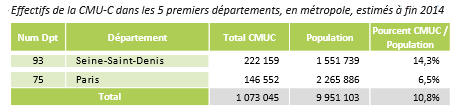 Effectifs de la CMU-C dans les 5 premiers départements, en métropole, estimés à fin 2014
Num Dpt Département Total CMUC Population Pourcent CMUC / Population
93 Seine-Saint-Denis 222 159 1 551 739 14,3%
75 Paris 146 552 2 265 886 6,5%
Total 1 073 045 9 951 103 10,8%